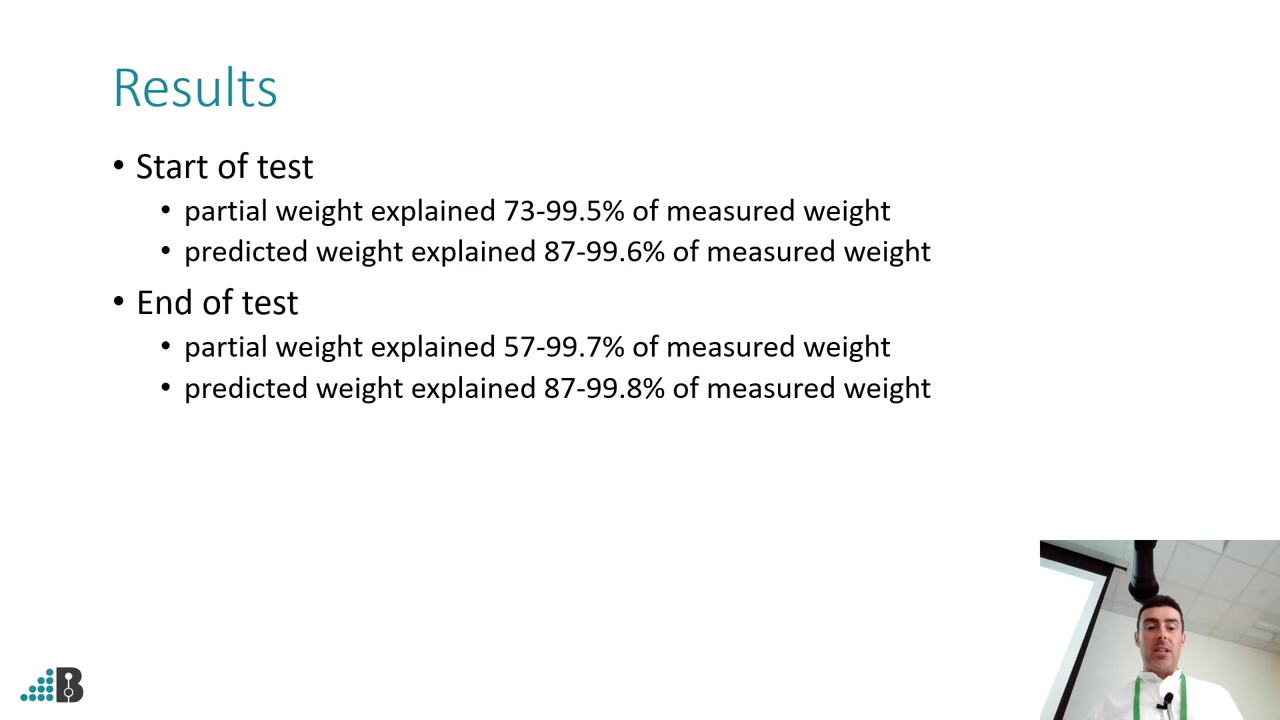 Results
• Start of test
• partial weight explained 73-99.5% of measured weight
• predicted weight explained 87-99.6% of measured weight
• End of test
• partial weight explained 57-99.7% of measured weight
• predicted weight explained 87-99.8% of measured weight
B